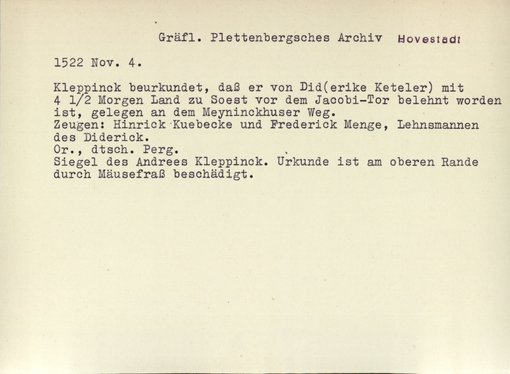 Gräfl. Plettenbergsches Archiv Hovestadt
1522 Nov. 4.
Kleppinck beurkundet, daß er von Did(erike Keteler) mit
4 1/2 Morgen Land zu Soest vor dem Jacobi-Tor belehnt worden
ist, gelegen an dem Meyninckhuser Weg.
Zeugen: Hinrick Kuebecke und Frederick Menge, Lehnsmannen
des Diderick.
Or., dtsch. Perg.
Siegel des Andrees Kleppinck. Urkunde ist am oberen Rande
durch Mäusefraß beschädigt.